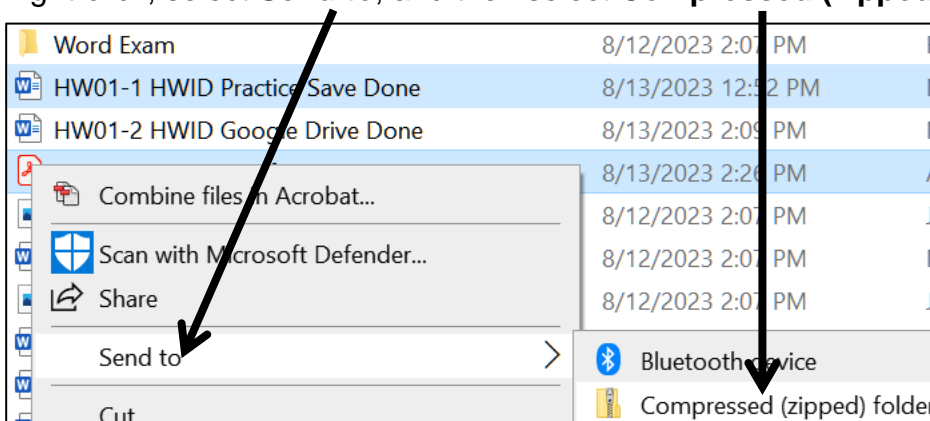 Word Exam 8/12/2023 2:07 PM
HW01-1 HWID Practice Save Done 8/13/2023 12:52 PM
HW01-2 HWID Google Drive Done 8/13/2023 2:09 PM
8/13/2023 2:26 PM
Combine files in Acrobat...
8/12/2023 2:07 PM
Scan with Microsoft Defender...
8/12/2023 2:07 PM
Share
8/12/2023 2:07 PM
Send to
Bluetooth device
Cut
Compressed (zipped) folder